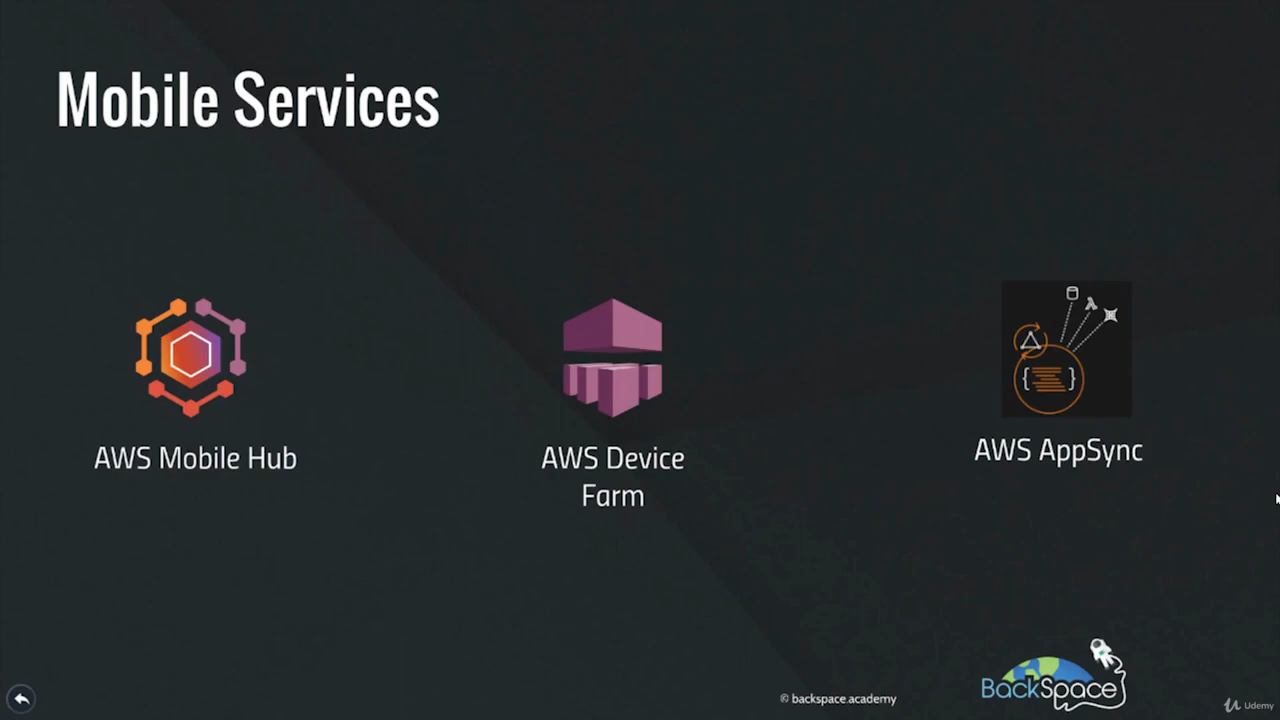 Mobile Services
AWS Mobile Hub
AWS Device
Farm
AWS AppSync
© backspace.academy
BackSpace
Udemy